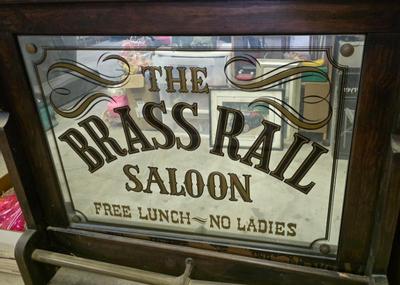 THE
BRASS RAIL
SALOON
FREE LUNCH~NO LADIES